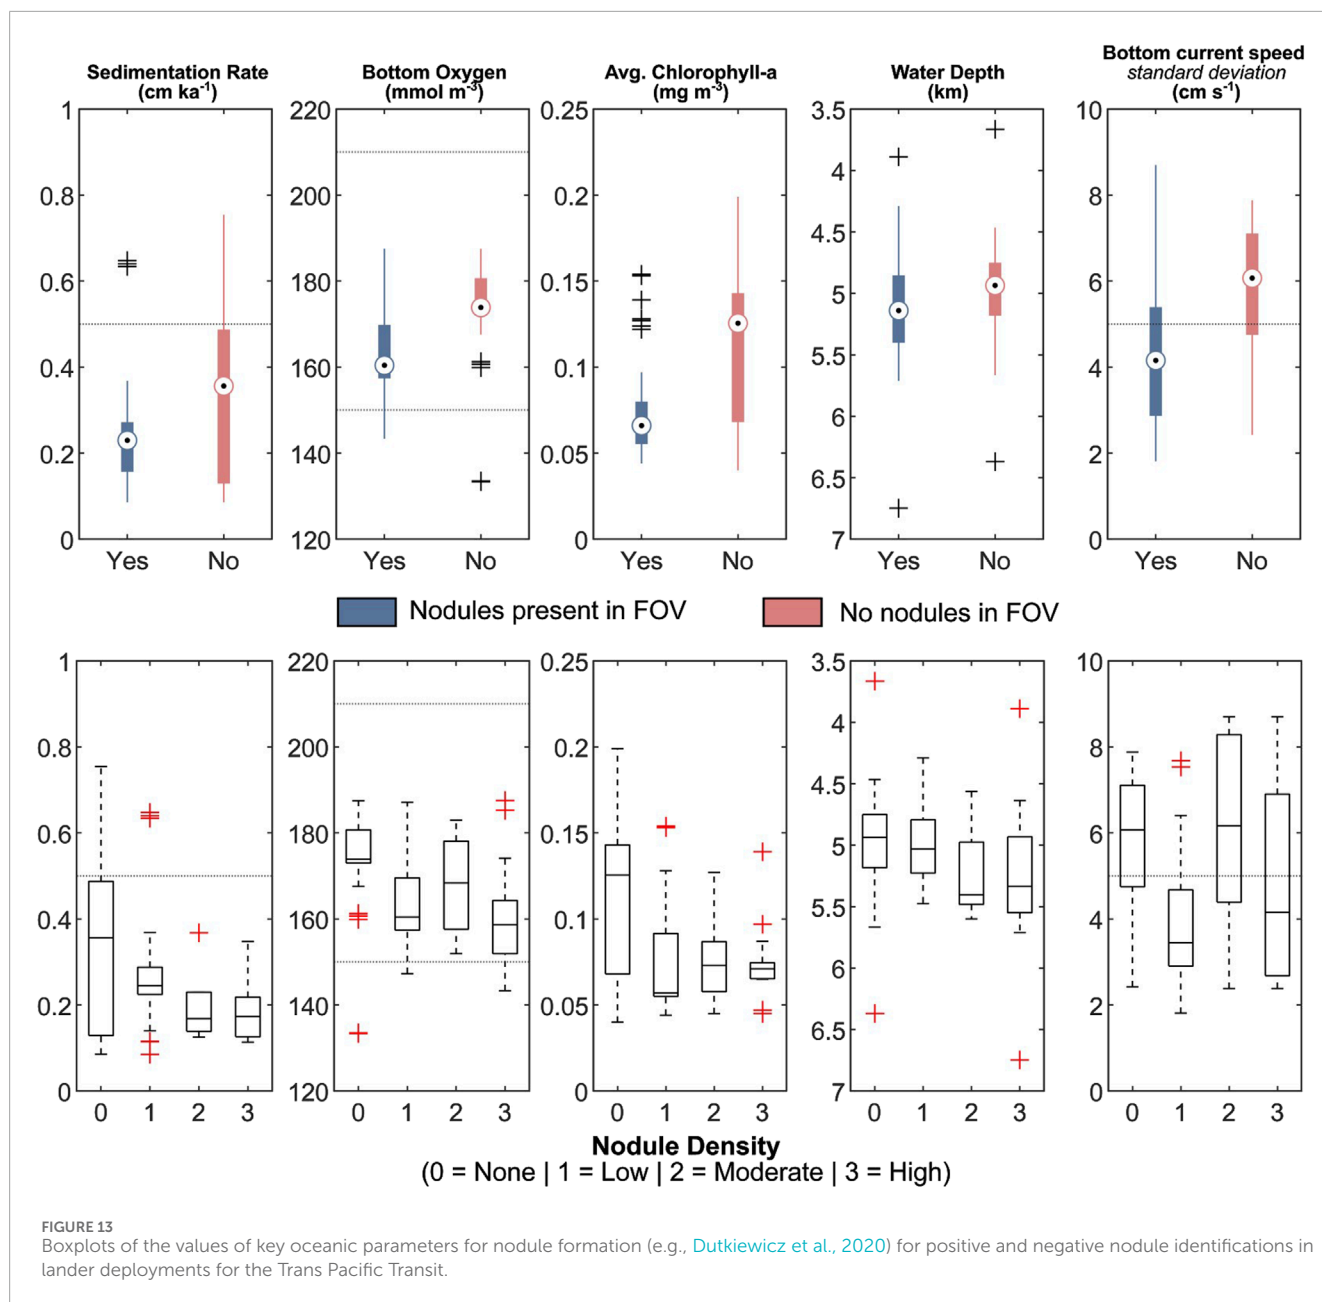 Sedimentation Rate
(cm ka⁻¹)
Bottom Oxygen
(mmol m⁻³)
Avg. Chlorophyll-a
(mg m⁻³)
Water Depth
(km)
Bottom current speed
standard deviation
(cm s⁻¹)
1
0.8
0.6
0.4
0.2
0
Yes No
220
200
180
160
140
120
Yes No
0.25
0.2
0.15
0.1
0.05
0
Yes No
3.5
4
4.5
5
5.5
6
6.5
7
Yes No
10
8
6
4
2
0
Yes No
Nodules present in FOV
No nodules in FOV
1
0.8
0.6
0.4
0.2
0
0 1 2 3
220
200
180
160
140
120
0 1 2 3
0.25
0.2
0.15
0.1
0.05
0
0 1 2 3
3.5
4
4.5
5
5.5
6
6.5
7
0 1 2 3
10
8
6
4
2
0
0 1 2 3
Nodule Density
(0 = None | 1 = Low | 2 = Moderate | 3 = High)
FIGURE 13
Boxplots of the values of key oceanic parameters for nodule formation (e.g., Dutkiewicz et al., 2020) for positive and negative nodule identifications in
lander deployments for the Trans Pacific Transit.